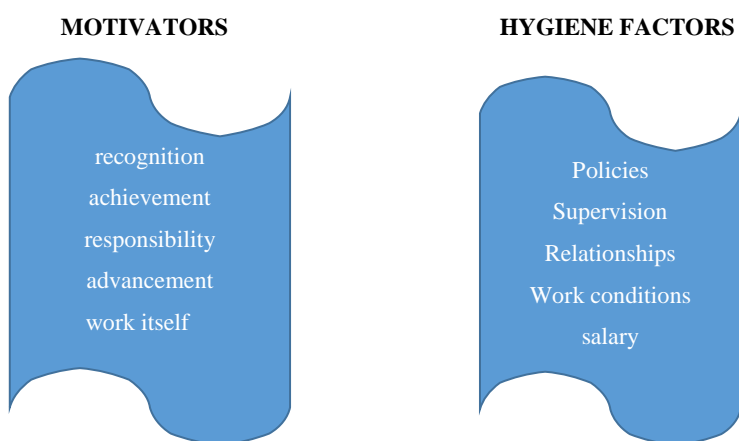 MOTIVATORS
recognition
achievement
responsibility
advancement
work itself
HYGIENE FACTORS
Policies
Supervision
Relationships
Work conditions
salary